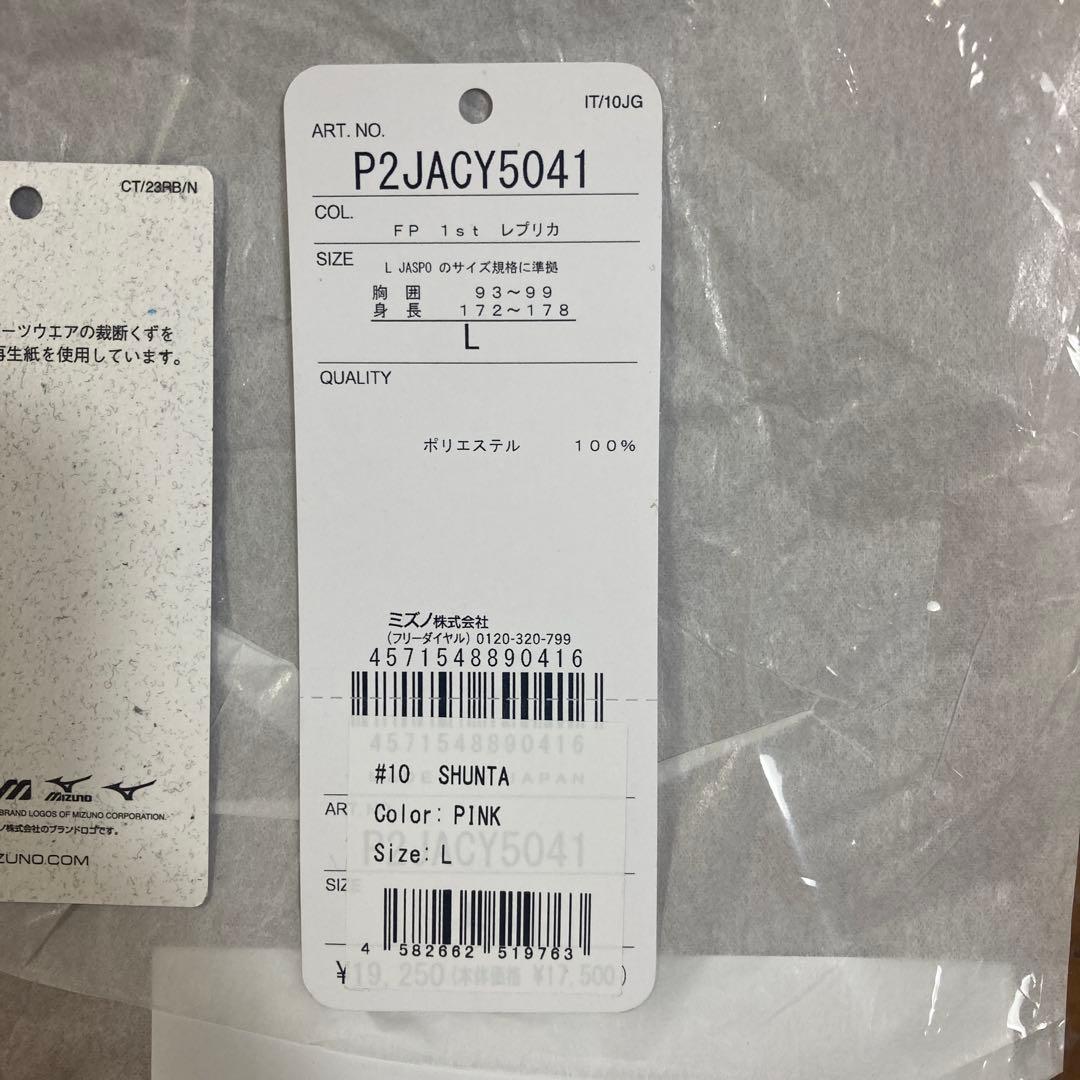 CT/23RB/N
ーツウエアの裁断くずを
再生紙を使用しています。
MIZUNO
BRAND LOGOS OF MIZUNO CORPORATION.
ノ株式会社のブランドロゴです。
ZUNO.COM
IT/10JG
ART. NO.
P2JACY5041
COL.
FP 1st レプリカ
SIZE
L JASPO のサイズ規格に準拠
胸 囲 93～99
身 長 172～178
L
QUALITY
ポリエステル 100%
ミズノ株式会社
(フリーダイヤル) 0120-320-799
4571548890416
4571548890416
#10 SHUNTA
JAPAN
ART
Color: PINK
P2JACY5041
Size: L
SIZE
4 582662 519763
¥19,250 (本体価格 ¥17,500)